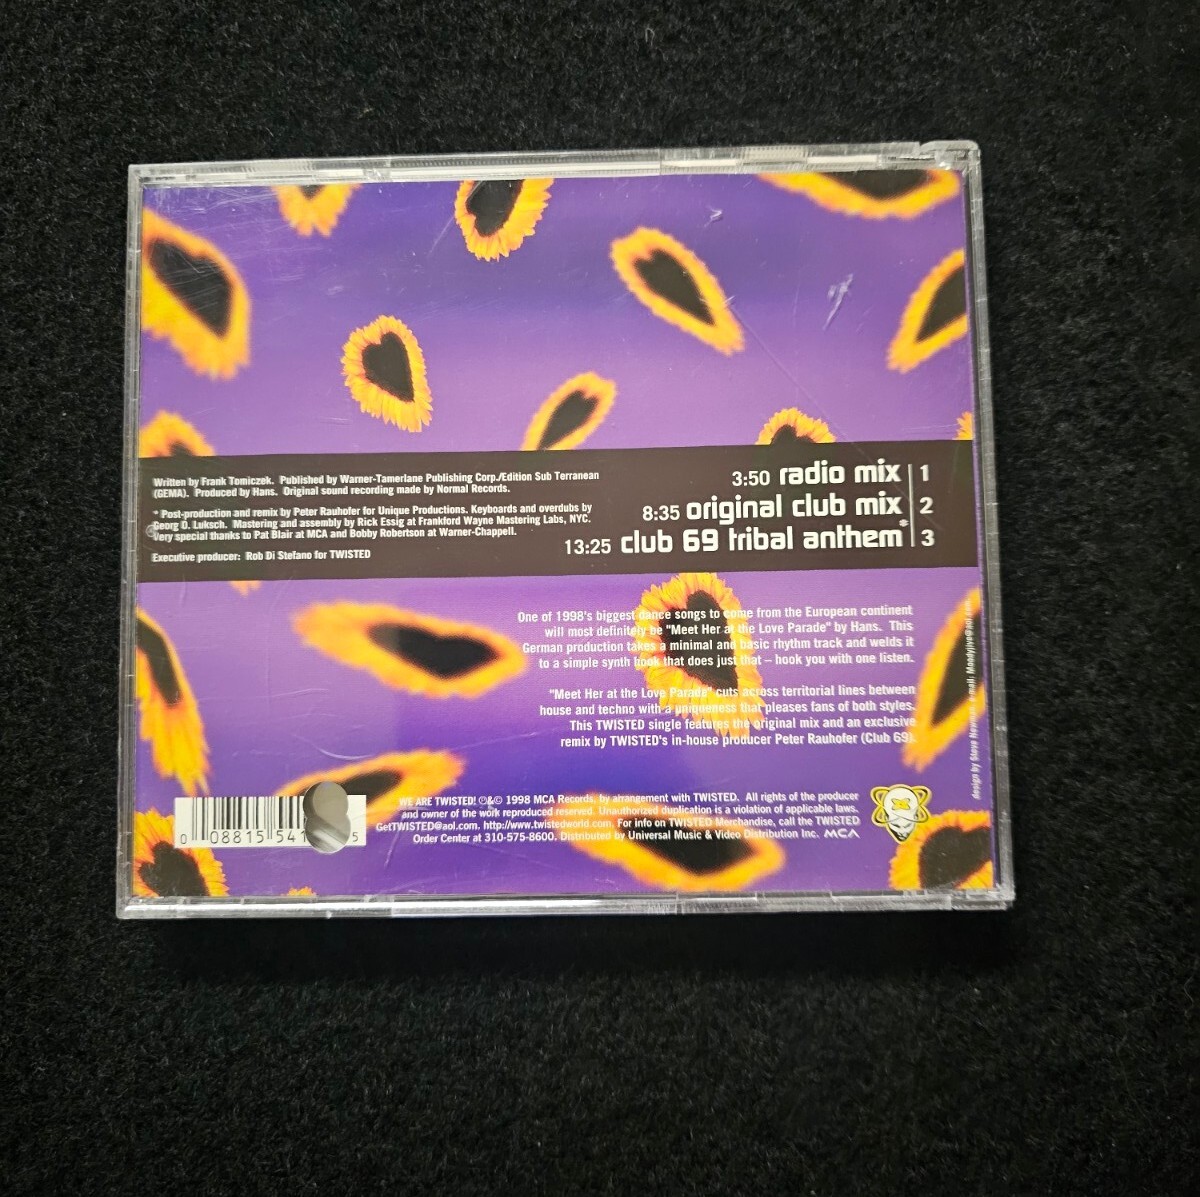 Written by Frank Tomiczek. Published by Warner-Tamerlane Publishing Corp./Edition Sub Terranean
(GEMA). Produced by Hans. Original sound recording made by Normal Records.
* Post-production and remix by Peter Rauhofer for Unique Productions. Keyboards and overdubs by
Georg O. Luksch. Mastering and assembly by Rick Essig at Frankford Wayne Mastering Labs, NYC.
Very special thanks to Pat Blair at MCA and Bobby Robertson at Warner-Chappell.
Executive producer: Rob Di Stefano for TWISTED
3:50 radio mix 1
8:35 original club mix 2
13:25 club 69 tribal anthem* 3
One of 1998's biggest dance songs to come from the European continent
will most definitely be "Meet Her at the Love Parade" by Hans. This
German production takes a minimal and basic rhythm track and welds it
to a simple synth hook that does just that – hook you with one listen.
"Meet Her at the Love Parade" cuts across territorial lines between
house and techno with a uniqueness that pleases fans of both styles.
This TWISTED single features the original mix and an exclusive
remix by TWISTED's in-house producer Peter Rauhofer (Club 69).
design by Steve Newman. e-mail: Moodyjive@aol.com
WE ARE TWISTED! ℗&© 1998 MCA Records, by arrangement with TWISTED. All rights of the producer
and owner of the work reproduced reserved. Unauthorized duplication is a violation of applicable laws.
GetTWISTED@aol.com. http://www.twistedworld.com. For info on TWISTED Merchandise, call the TWISTED
Order Center at 310-575-8600. Distributed by Universal Music & Video Distribution Inc. MCA
0 08815 541 5